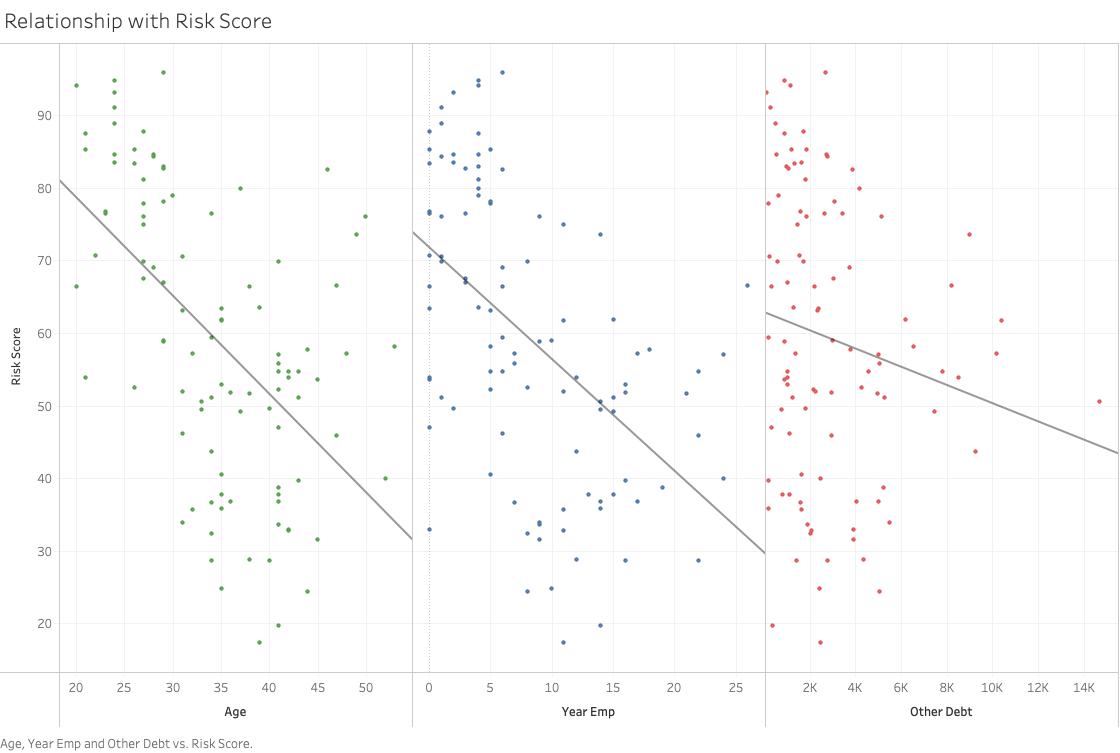 Relationship with Risk Score
Risk Score
90
80
70
60
50
40
30
20
20 25 30 35 40 45 50
0 5 10 15 20 25
2K 4K 6K 8K 10K 12K 14K
Age
Year Emp
Other Debt
Age, Year Emp and Other Debt vs. Risk Score.